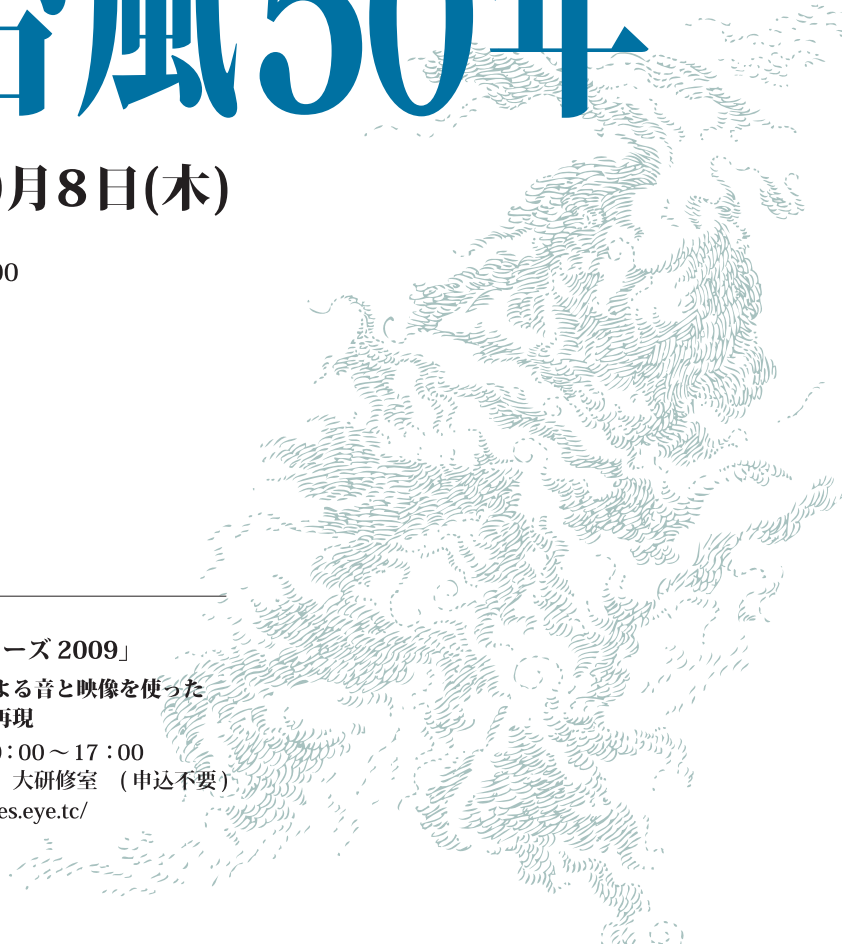 台風50年
月8日(木)
00
ーズ 2009」
よる音と映像を使った
再現
:00～17:00
大研修室 (申込不要)
es.eye.tc/